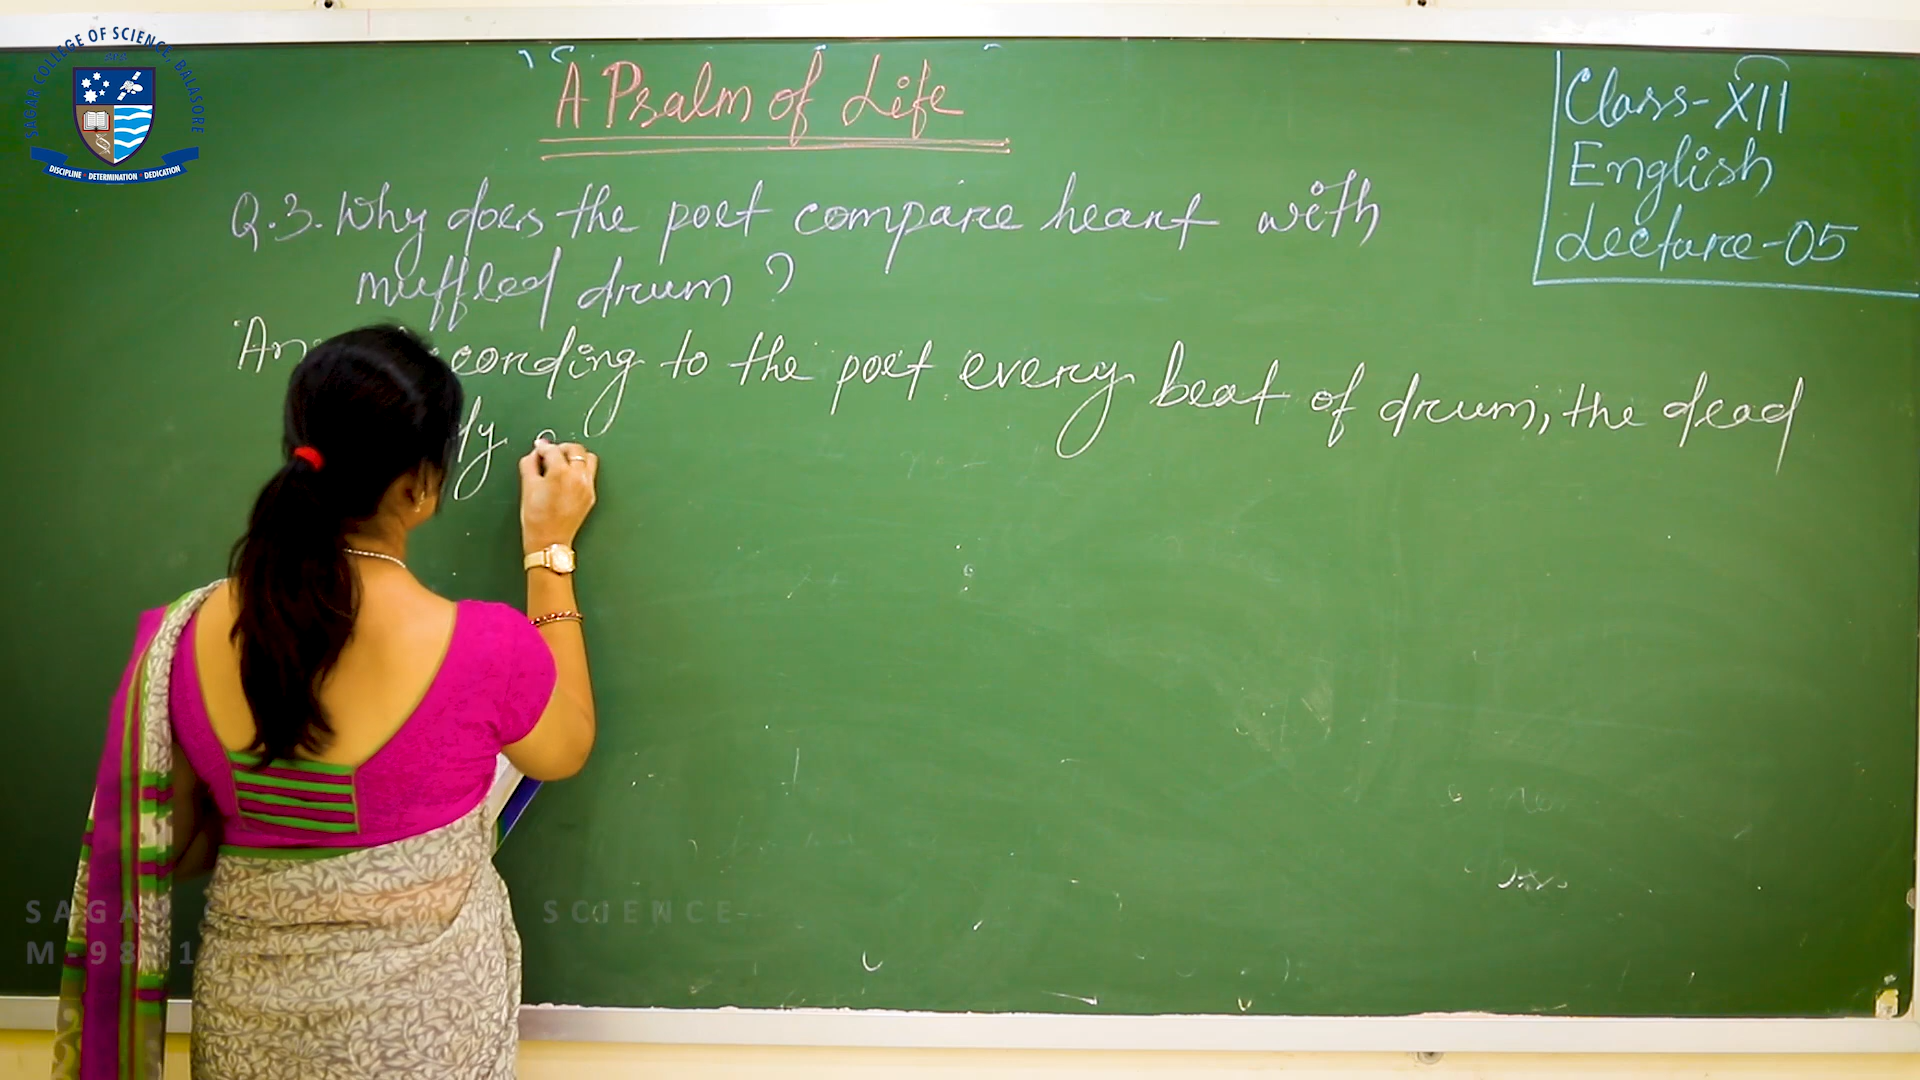 SAGAR COLLEGE OF SCIENCE, BALASORE
DISCIPLINE DETERMINATION DEDICATION
A Psalm of Life
Class-XII
English
Lecture-05
Q.3. Why does the poet compare heart with
muffled drum?
to the poet every beat of drum, the dead
SCIENCE